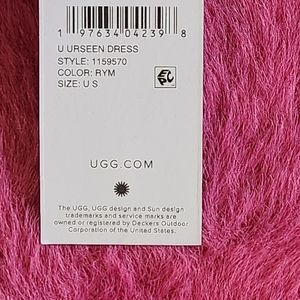 1 97634 04239 8
U URSEEN DRESS
STYLE: 1159570
COLOR: RYM
SIZE: U S
UGG.COM
The UGG, UGG design and Sun design
trademarks and service marks are
owned or registered by Deckers Outdoor
Corporation of the United States.